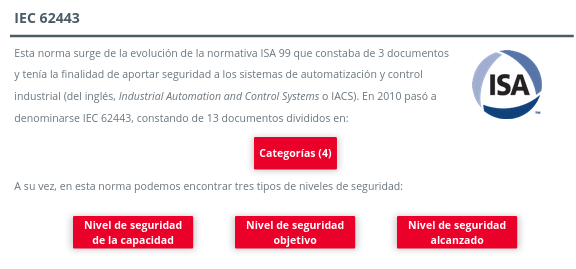 IEC 62443
Esta norma surge de la evolución de la normativa ISA 99 que constaba de 3 documentos
y tenía la finalidad de aportar seguridad a los sistemas de automatización y control
industrial (del inglés, Industrial Automation and Control Systems o IACS). En 2010 pasó a
denominarse IEC 62443, constando de 13 documentos divididos en:
ISA
TM
Categorías (4)
A su vez, en esta norma podemos encontrar tres tipos de niveles de seguridad:
Nivel de seguridad
de la capacidad
Nivel de seguridad
objetivo
Nivel de seguridad
alcanzado